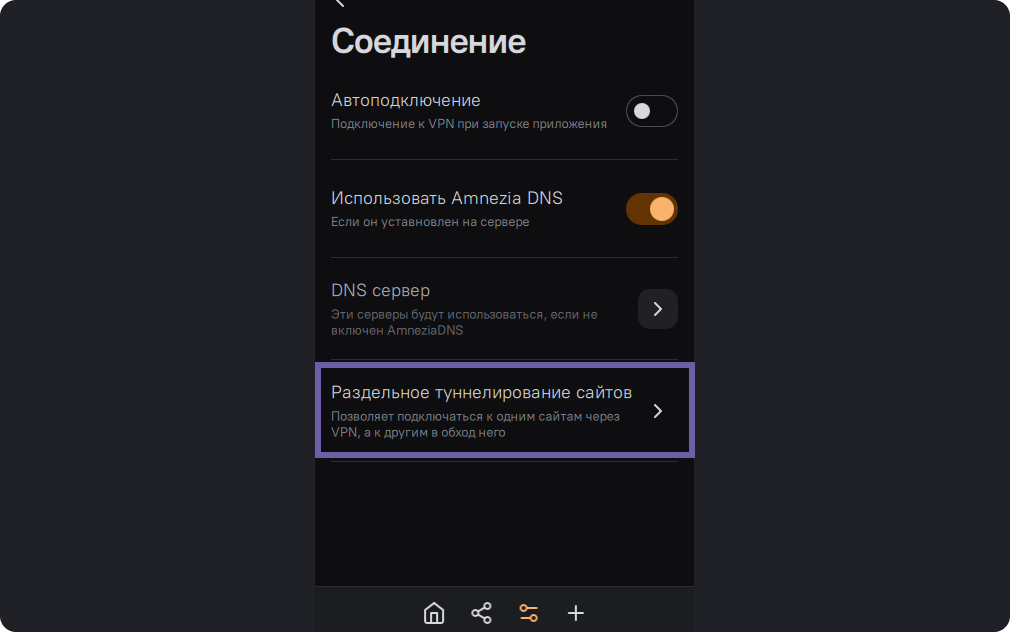 Соединение
Автоподключение
Подключение к VPN при запуске приложения
Использовать Amnezia DNS
Если он уставновлен на сервере
DNS сервер
Эти серверы будут использоваться, если не
включен AmneziaDNS
Раздельное туннелирование сайтов
Позволяет подключаться к одним сайтам через
VPN, а к другим в обход него